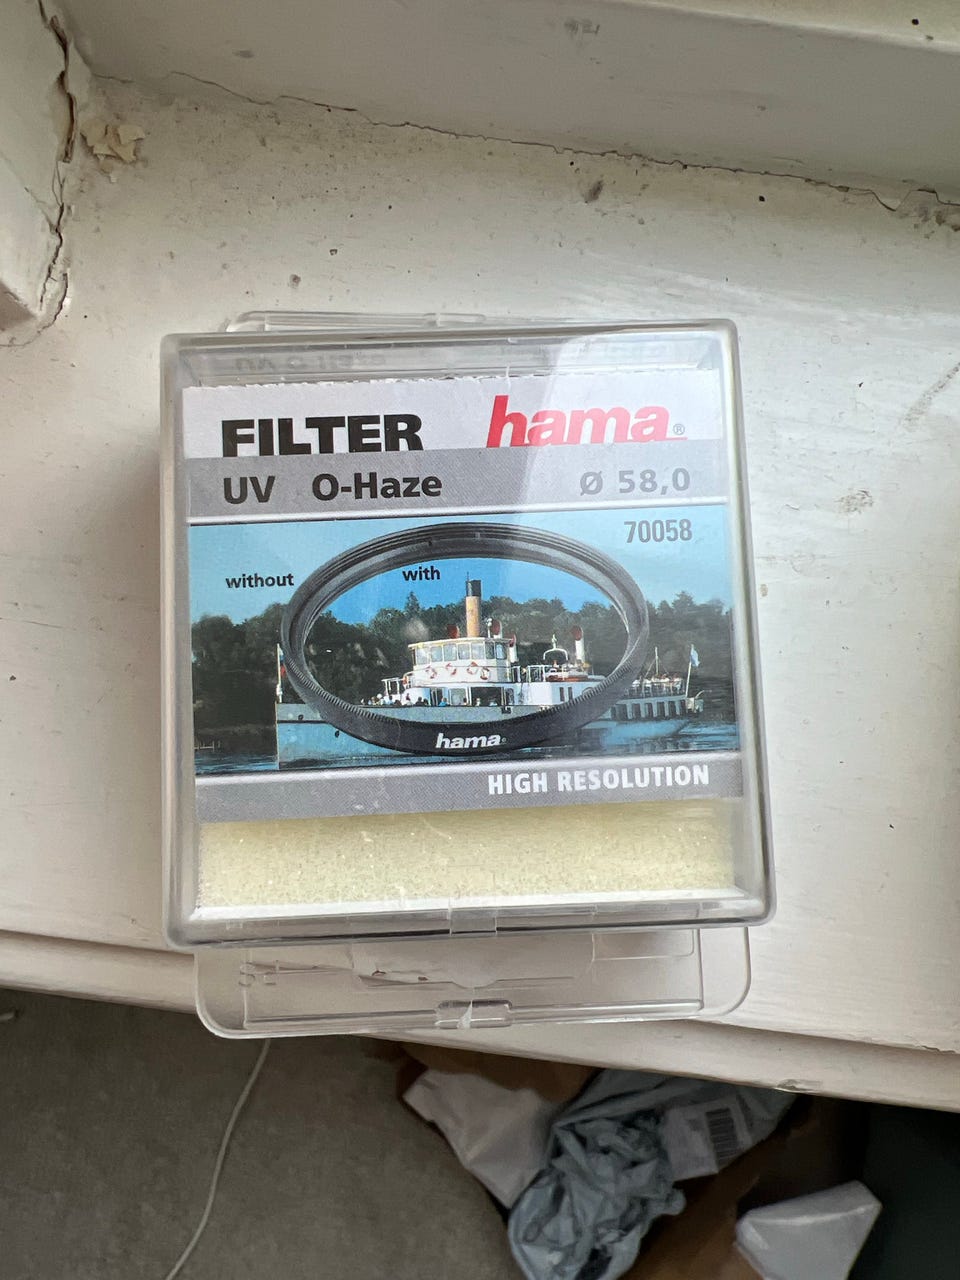 FILTER hama®
UV O-Haze Ø 58,0
70058
without with
hama®
HIGH RESOLUTION